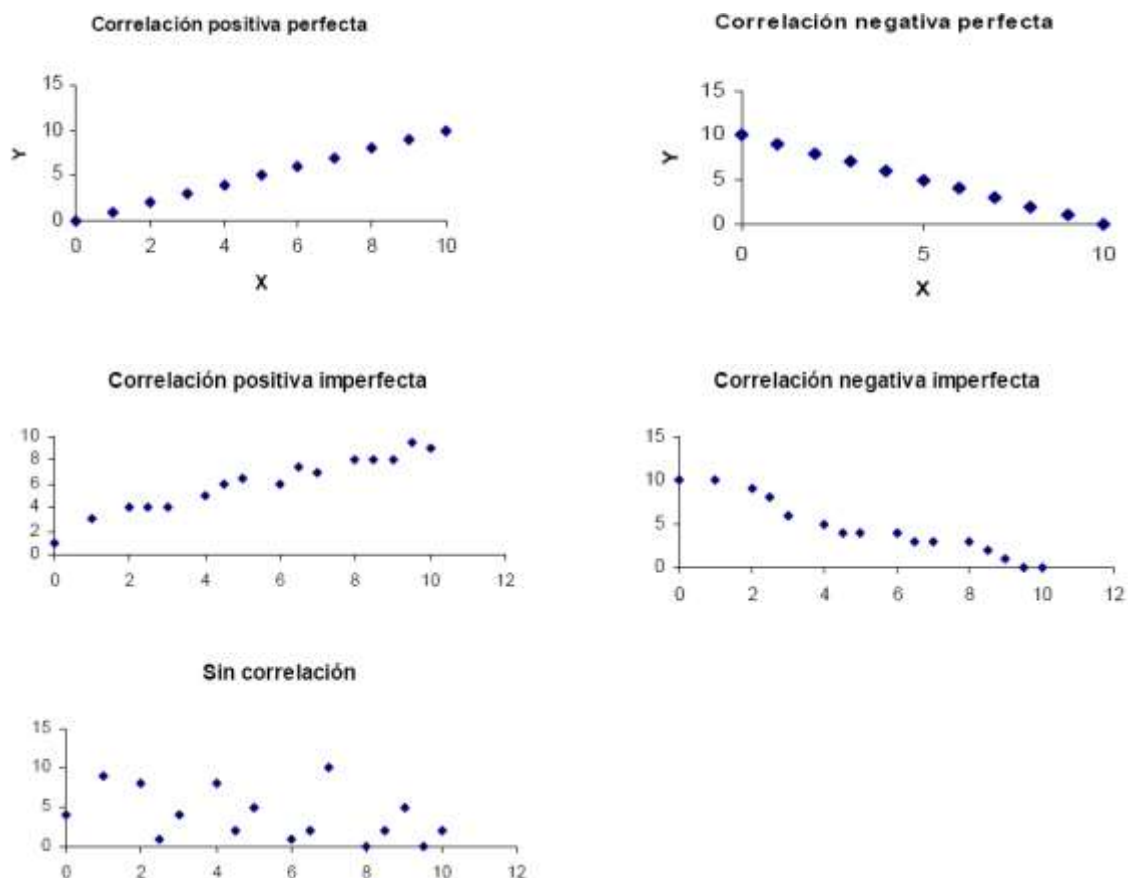 Correlación positiva perfecta
15
10
5
0
Y
0 2 4 6 8 10
X
Correlación negativa perfecta
15
10
5
0
Y
0 5 10
X
Correlación positiva imperfecta
10
8
6
4
2
0
0 2 4 6 8 10 12
Correlación negativa imperfecta
15
10
5
0
0 2 4 6 8 10 12
Sin correlación
15
10
5
0
0 2 4 6 8 10 12